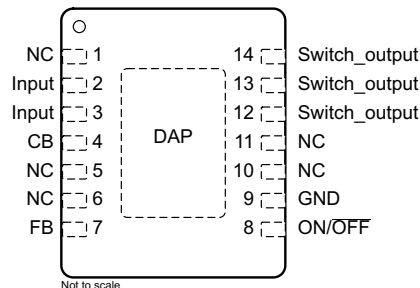 NC 1 14 Switch_output
Input 2 13 Switch_output
Input 3 12 Switch_output
CB 4 DAP 11 NC
NC 5 10 NC
NC 6 9 GND
FB 7 8 ON/OFF
Not to scale